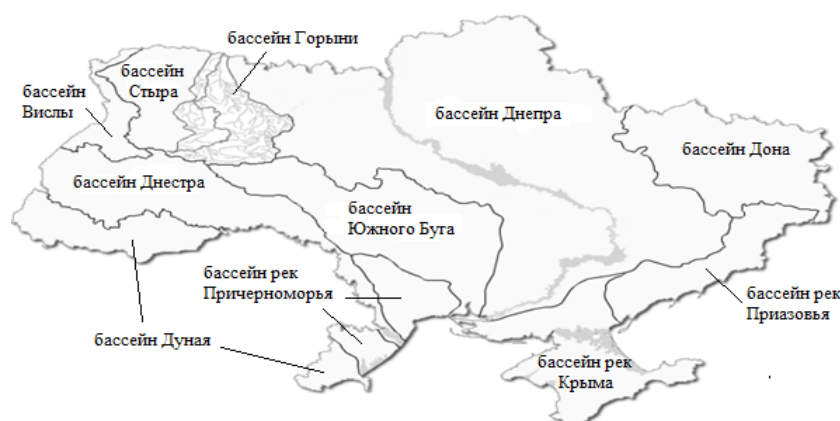 бассейн Горыни
бассейн
Стыра
бассейн
Вислы
бассейн Днепра
бассейн Дона
бассейн Днестра
бассейн
Южного Буга
бассейн рек
Причерноморья
бассейн рек
Приазовья
бассейн Дуная
бассейн рек
Крыма